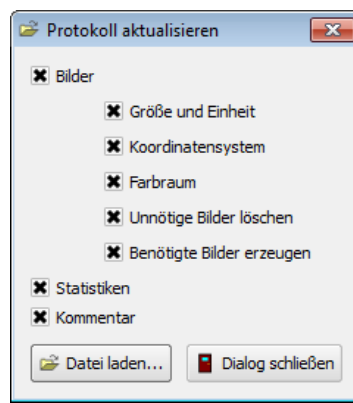 Protokoll aktualisieren
Bilder
Größe und Einheit
Koordinatensystem
Farbraum
Unnötige Bilder löschen
Benötigte Bilder erzeugen
Statistiken
Kommentar
Datei laden... Dialog schließen